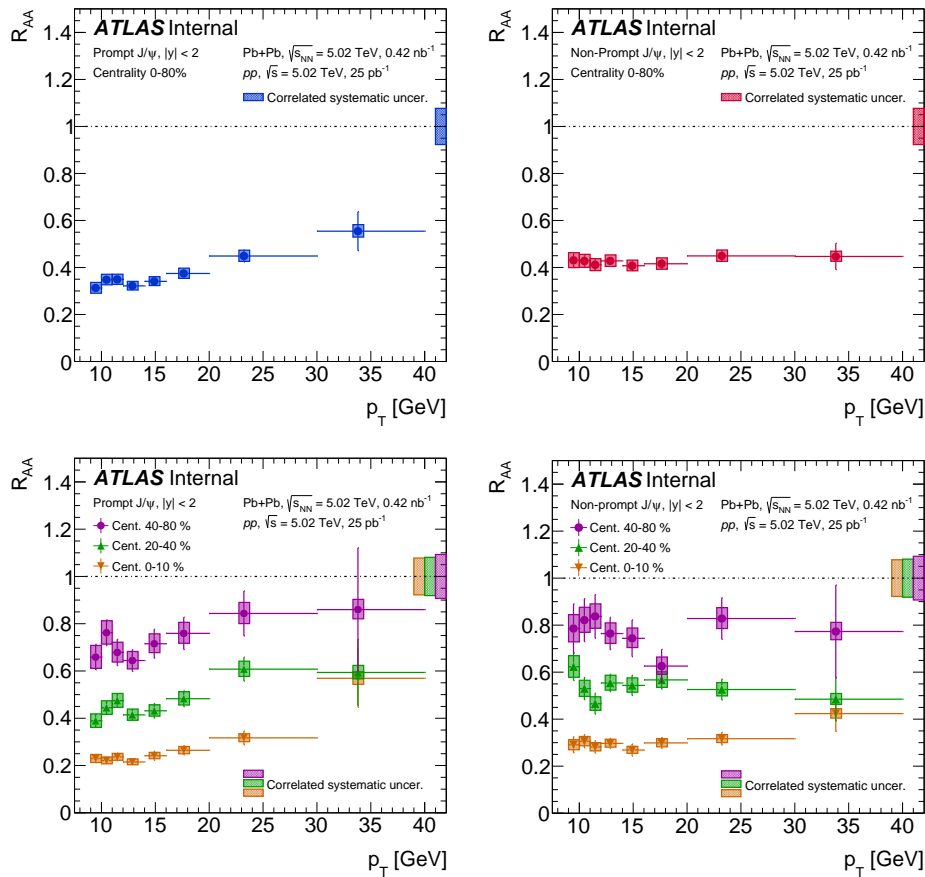 ATLAS Internal
Prompt J/ψ, |y| < 2
Pb+Pb, √s_NN = 5.02 TeV, 0.42 nb⁻¹
Centrality 0-80%
pp, √s = 5.02 TeV, 25 pb⁻¹
Correlated systematic uncer.
R_AA
1.4
1.2
1
0.8
0.6
0.4
0.2
0
10 15 20 25 30 35 40
p_T [GeV]
ATLAS Internal
Non-Prompt J/ψ, |y| < 2
Pb+Pb, √s_NN = 5.02 TeV, 0.42 nb⁻¹
Centrality 0-80%
pp, √s = 5.02 TeV, 25 pb⁻¹
Correlated systematic uncer.
R_AA
1.4
1.2
1
0.8
0.6
0.4
0.2
0
10 15 20 25 30 35 40
p_T [GeV]
ATLAS Internal
Prompt J/ψ, |y| < 2
Pb+Pb, √s_NN = 5.02 TeV, 0.42 nb⁻¹
pp, √s = 5.02 TeV, 25 pb⁻¹
Cent. 40-80 %
Cent. 20-40 %
Cent. 0-10 %
Correlated systematic uncer.
R_AA
1.4
1.2
1
0.8
0.6
0.4
0.2
0
10 15 20 25 30 35 40
p_T [GeV]
ATLAS Internal
Non-prompt J/ψ, |y| < 2
Pb+Pb, √s_NN = 5.02 TeV, 0.42 nb⁻¹
pp, √s = 5.02 TeV, 25 pb⁻¹
Cent. 40-80 %
Cent. 20-40 %
Cent. 0-10 %
Correlated systematic uncer.
R_AA
1.4
1.2
1
0.8
0.6
0.4
0.2
0
10 15 20 25 30 35 40
p_T [GeV]